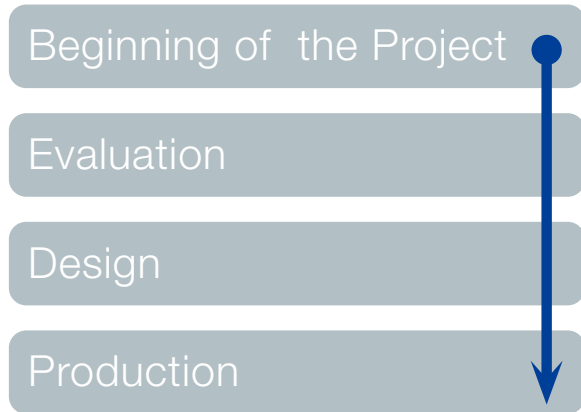 Beginning of the Project
Evaluation
Design
Production